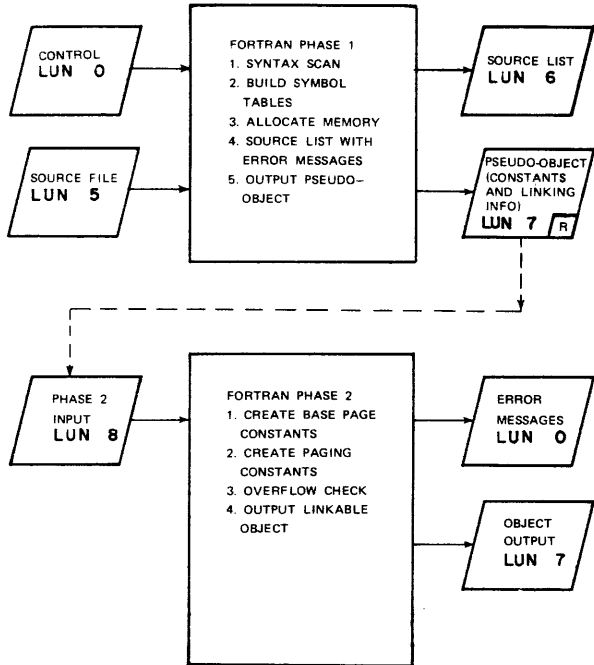 CONTROL
LUN 0
SOURCE FILE
LUN 5
FORTRAN PHASE 1
1. SYNTAX SCAN
2. BUILD SYMBOL
TABLES
3. ALLOCATE MEMORY
4. SOURCE LIST WITH
ERROR MESSAGES
5. OUTPUT PSEUDO-
OBJECT
SOURCE LIST
LUN 6
PSEUDO-OBJECT
(CONSTANTS
AND LINKING
INFO)
LUN 7
R
PHASE 2
INPUT
LUN 8
FORTRAN PHASE 2
1. CREATE BASE PAGE
CONSTANTS
2. CREATE PAGING
CONSTANTS
3. OVERFLOW CHECK
4. OUTPUT LINKABLE
OBJECT
ERROR
MESSAGES
LUN 0
OBJECT
OUTPUT
LUN 7